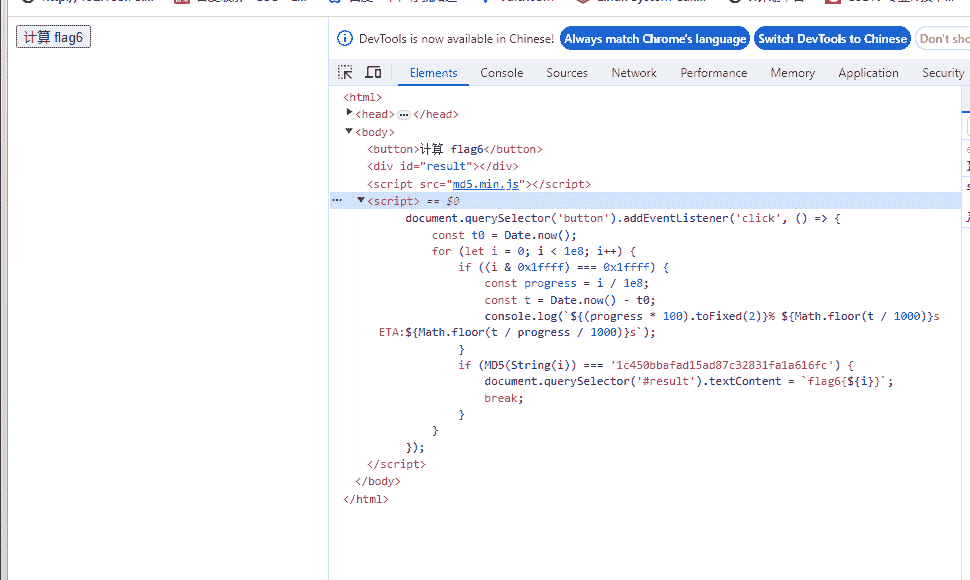 计算 flag6
DevTools is now available in Chinese! Always match Chrome's language Switch DevTools to Chinese Don't sho
Elements Console Sources Network Performance Memory Application Security
<html>
<head> ••• </head>
<body>
<button>计算 flag6</button>
<div id="result"></div>
<script src="md5.min.js"></script>
<script> == $0
document.querySelector('button').addEventListener('click', () => {
const t0 = Date.now();
for (let i = 0; i < 1e8; i++) {
if ((i & 0x1ffff) === 0x1ffff) {
const progress = i / 1e8;
const t = Date.now() - t0;
console.log(`${(progress * 100).toFixed(2)}% ${Math.floor(t / 1000)}s
ETA:${Math.floor(t / progress / 1000)}s`);
}
if (MD5(String(i)) === '1c450bbafad15ad87c32831fa1a616fc') {
document.querySelector('#result').textContent = `flag6{${i}}`;
break;
}
}
});
</script>
</body>
</html>